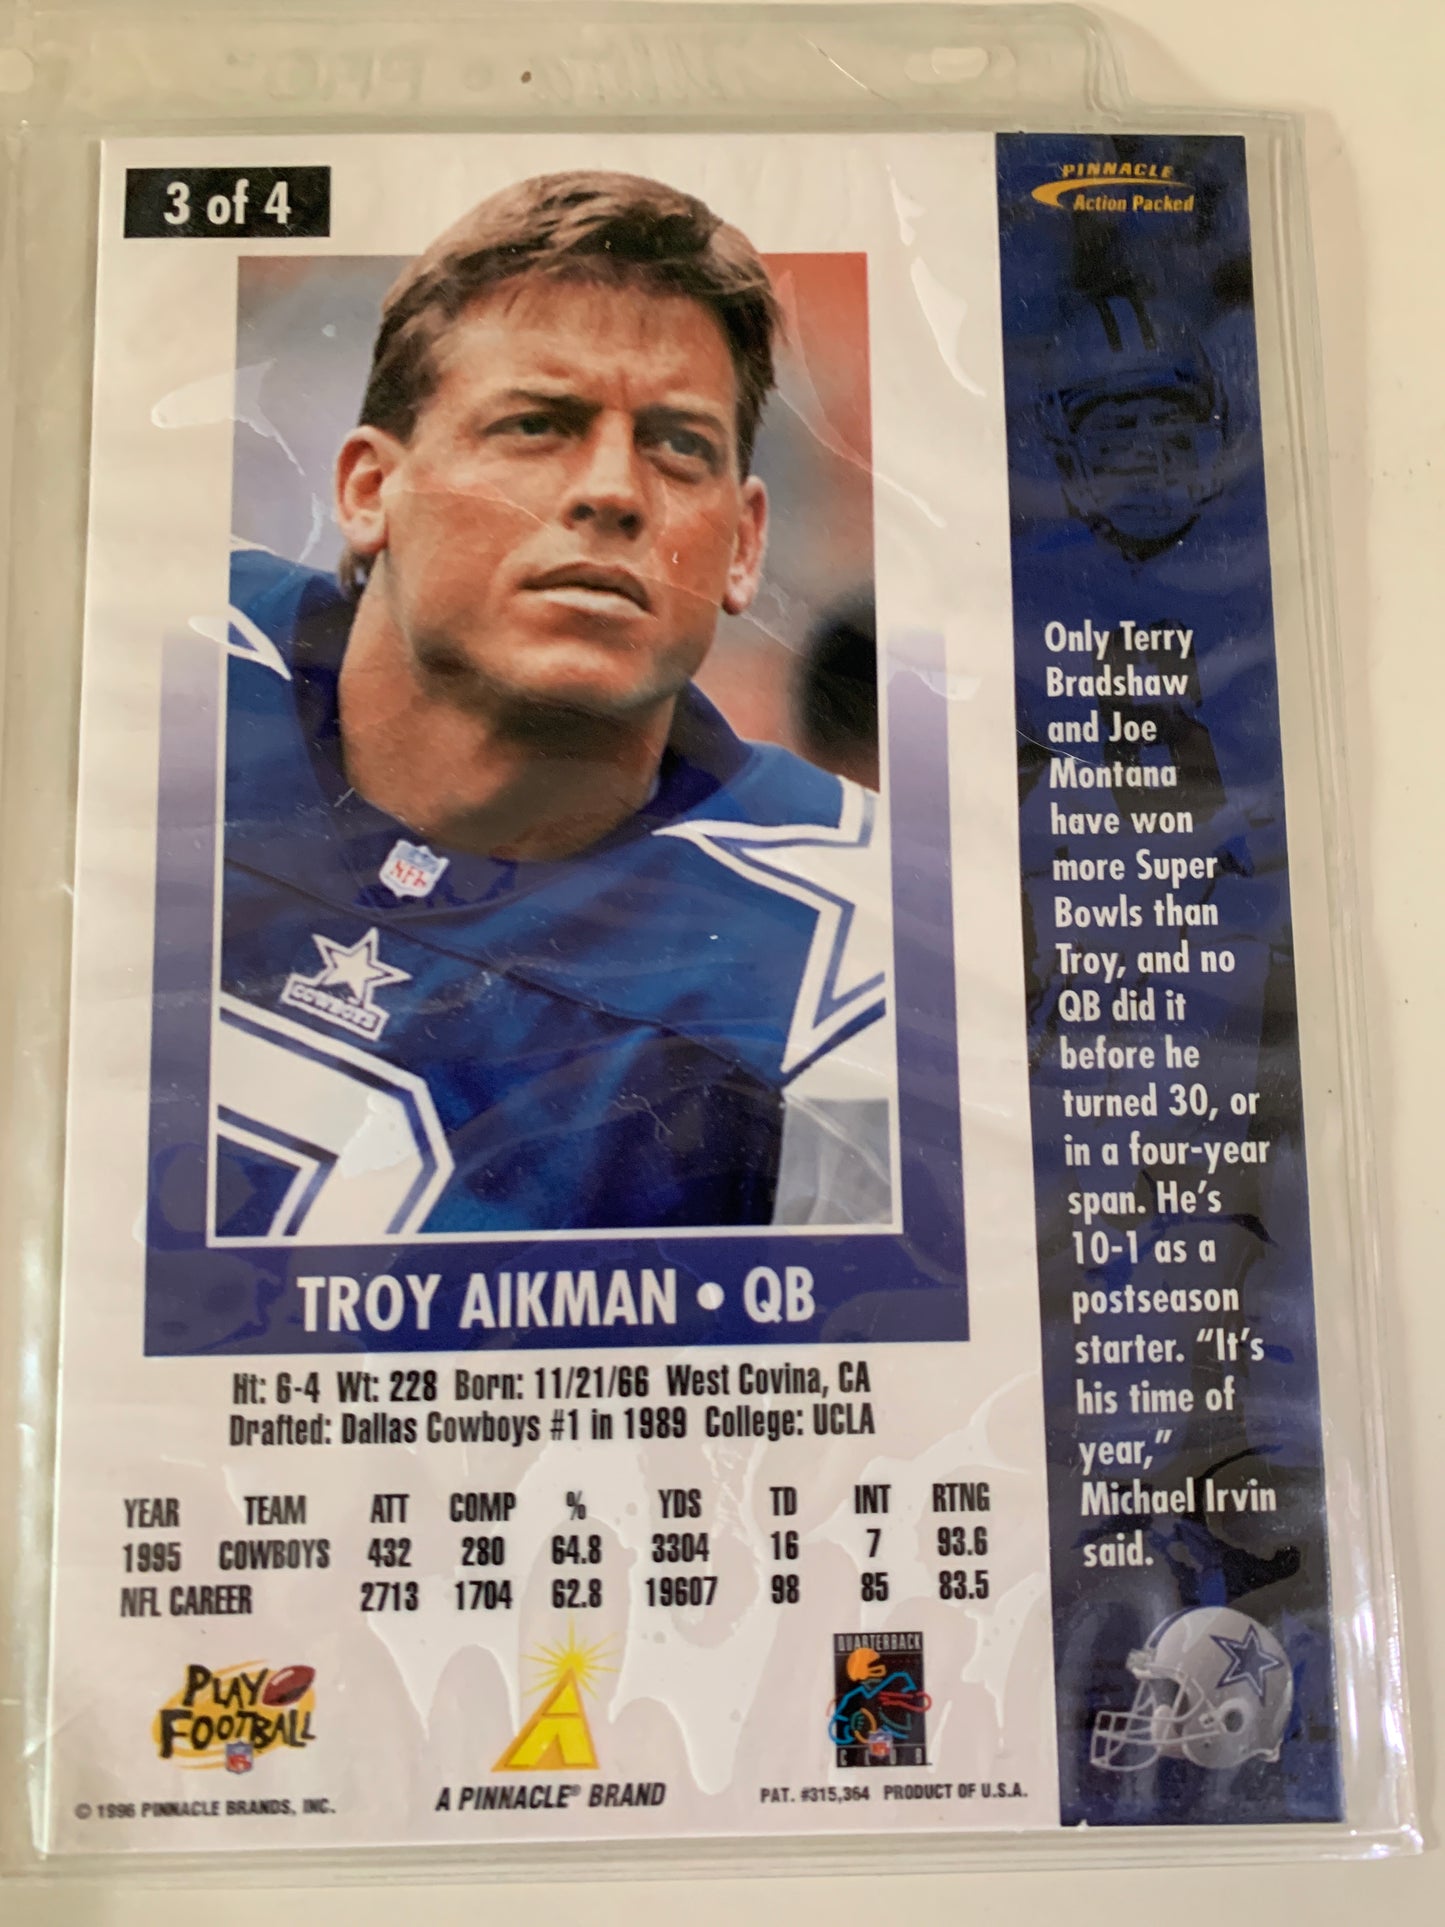 3 of 4
PINNACLE
Action Packed
NFL
COWBOYS
TROY AIKMAN • QB
Ht: 6-4 Wt: 228 Born: 11/21/66 West Covina, CA
Drafted: Dallas Cowboys #1 in 1989 College: UCLA
YEAR TEAM ATT COMP % YDS TD INT RTNG
1995 COWBOYS 432 280 64.8 3304 16 7 93.6
NFL CAREER 2713 1704 62.8 19607 98 85 83.5
PLAY
FOOTBALL
QUARTERBACK
CLUB
© 1996 PINNACLE BRANDS, INC.
A PINNACLE® BRAND
PAT. #315,364 PRODUCT OF U.S.A.
Only Terry
Bradshaw
and Joe
Montana
have won
more Super
Bowls than
Troy, and no
QB did it
before he
turned 30, or
in a four-year
span. He's
10-1 as a
postseason
starter. "It's
his time of
year,"
Michael Irvin
said.